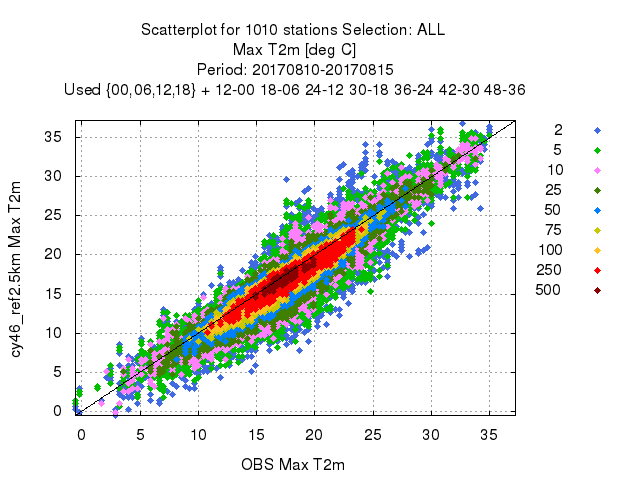 Scatterplot for 1010 stations Selection: ALL
Max T2m [deg C]
Period: 20170810-20170815
Used {00,06,12,18} + 12-00 18-06 24-12 30-18 36-24 42-30 48-36
cy46_ref2.5km Max T2m
35
30
25
20
15
10
5
0
0 5 10 15 20 25 30 35
OBS Max T2m
2
5
10
25
50
75
100
250
500